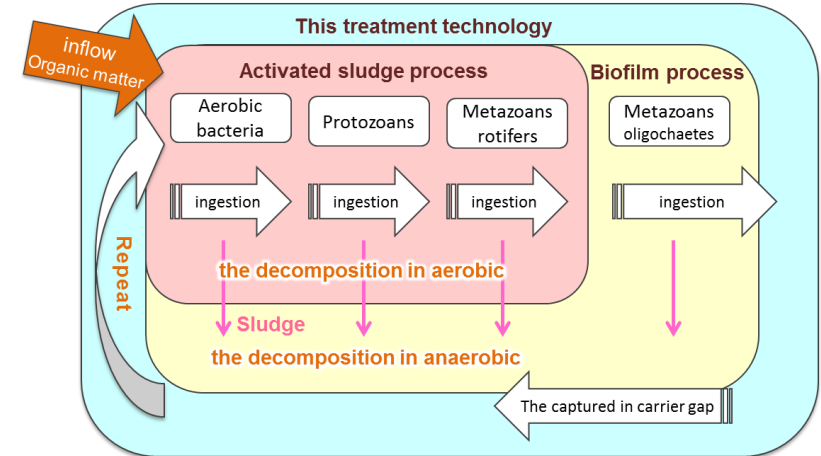 This treatment technology
inflow
Organic matter
Activated sludge process
Biofilm process
Aerobic
bacteria
Protozoans
Metazoans
rotifers
Metazoans
oligochaetes
ingestion
ingestion
ingestion
ingestion
Repeat
the decomposition in aerobic
Sludge
the decomposition in anaerobic
The captured in carrier gap